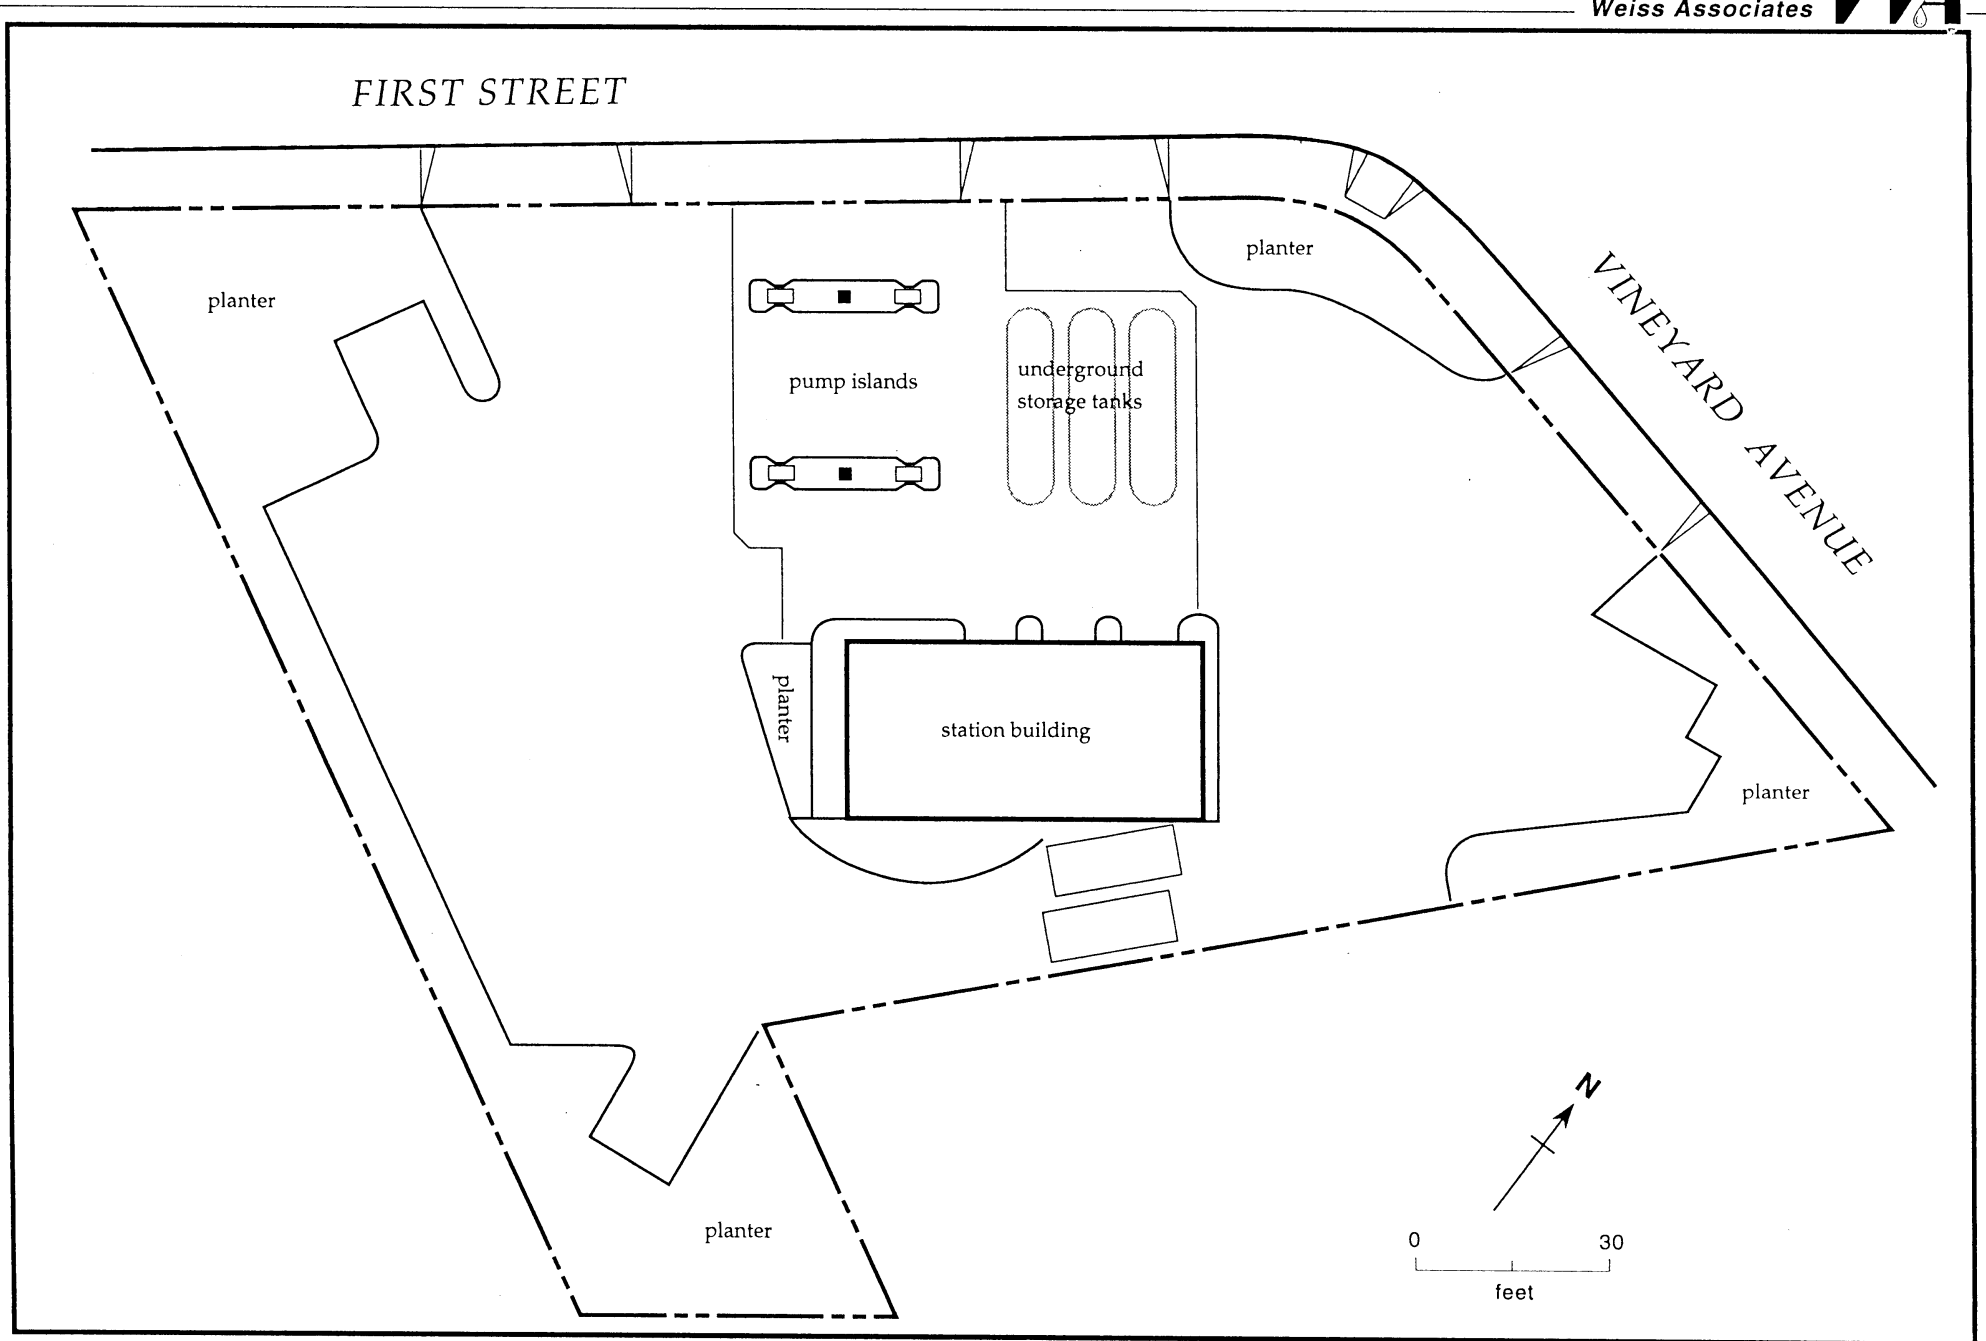 Weiss Associates
FIRST STREET
planter
planter
VINEYARD AVENUE
pump islands
underground
storage tanks
planter
station building
planter
planter
N
0 30
feet